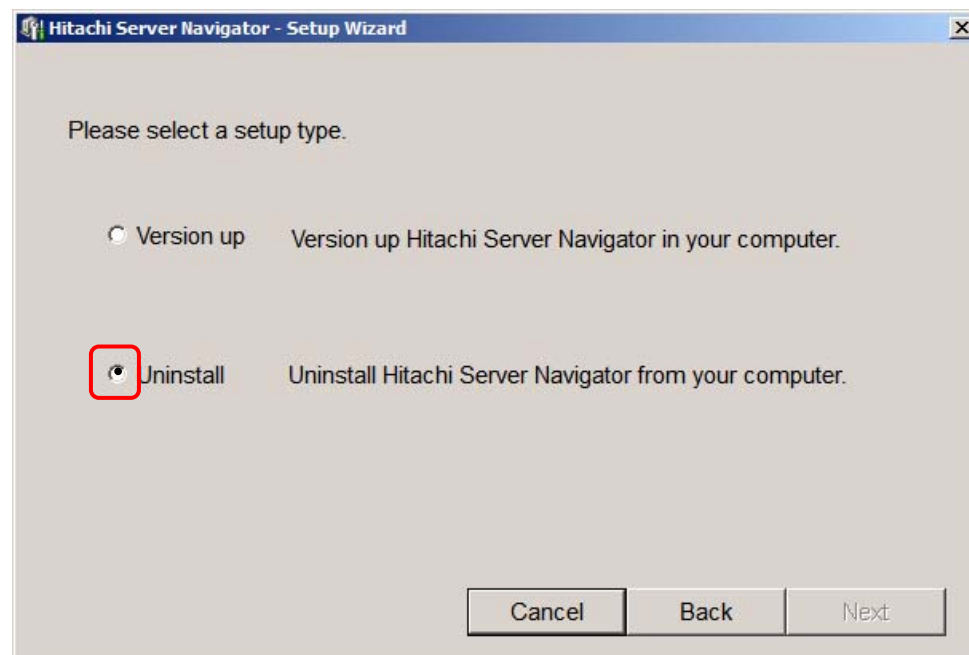 Hitachi Server Navigator - Setup Wizard
Please select a setup type.
Version up Version up Hitachi Server Navigator in your computer.
Uninstall Uninstall Hitachi Server Navigator from your computer.
Cancel Back Next